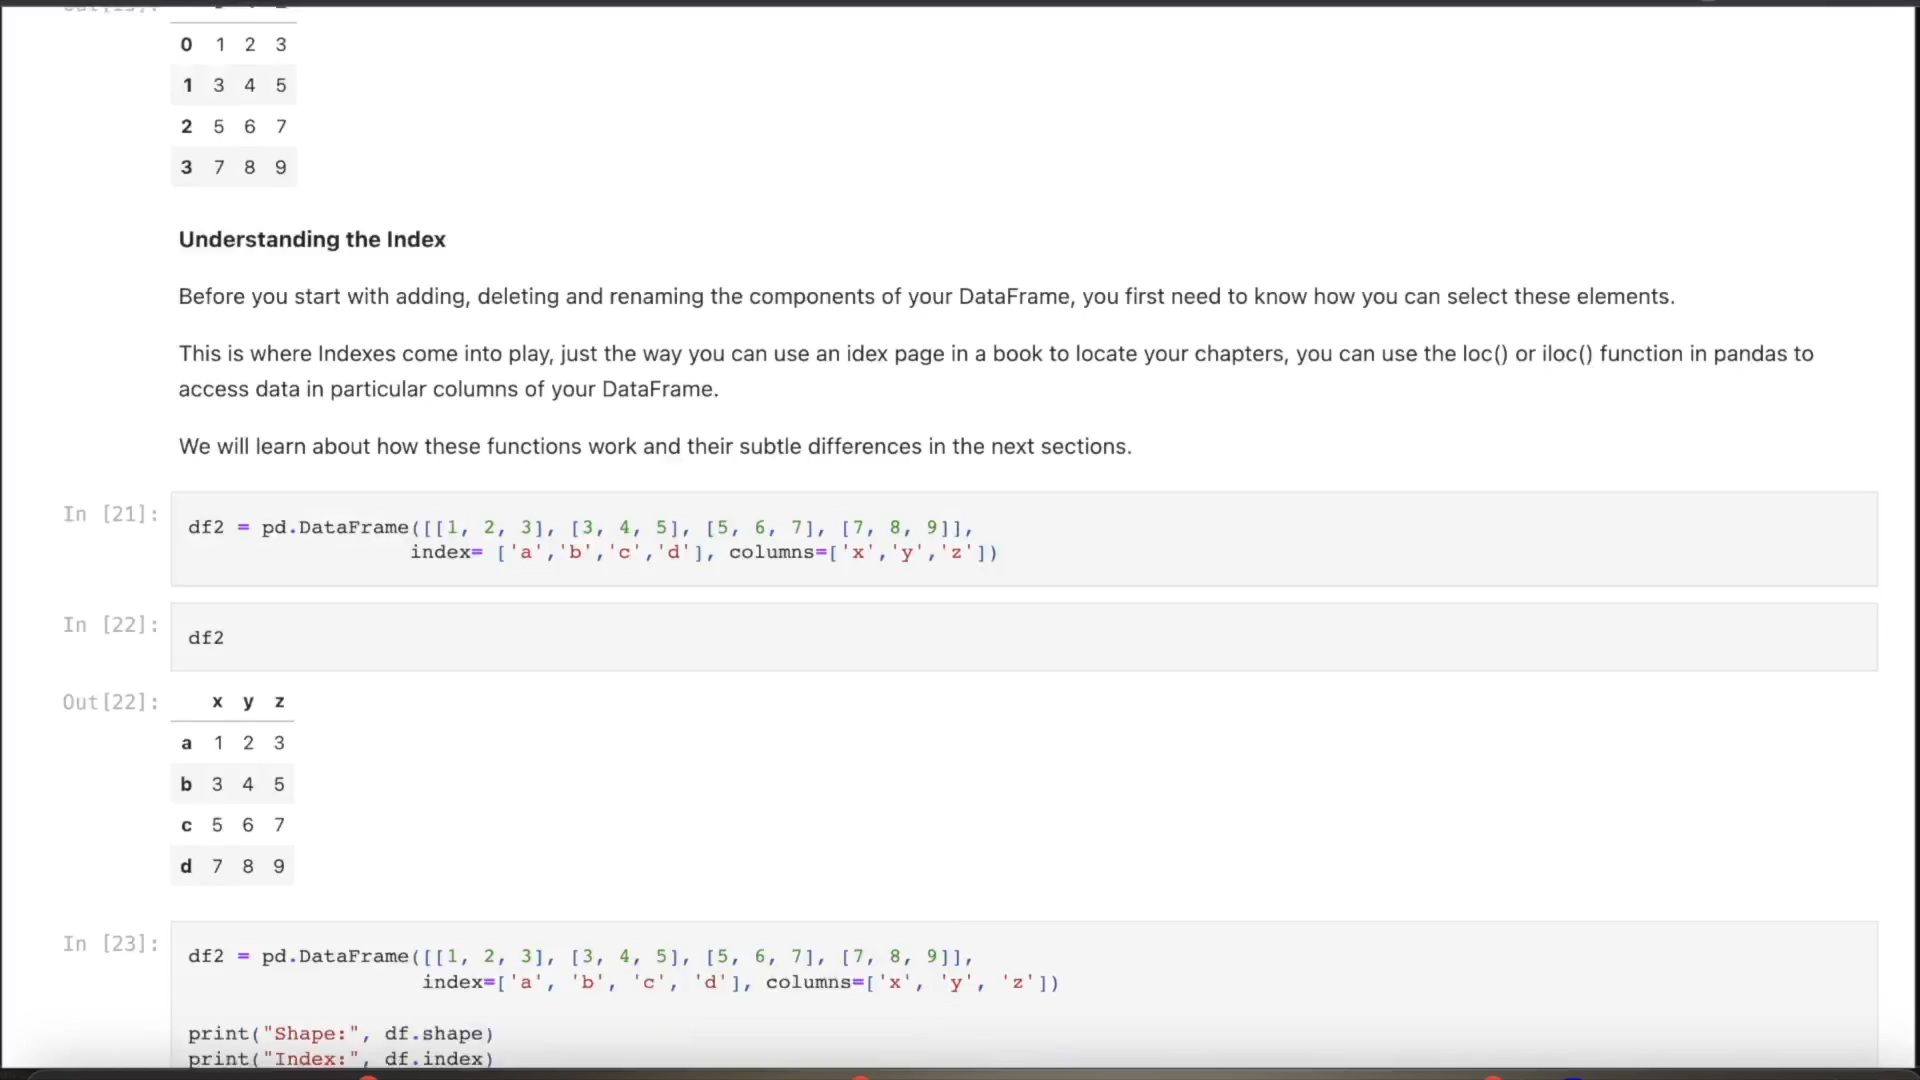 0 1 2 3
1 3 4 5
2 5 6 7
3 7 8 9
Understanding the Index
Before you start with adding, deleting and renaming the components of your DataFrame, you first need to know how you can select these elements.
This is where Indexes come into play, just the way you can use an idex page in a book to locate your chapters, you can use the loc() or iloc() function in pandas to
access data in particular columns of your DataFrame.
We will learn about how these functions work and their subtle differences in the next sections.
In [21]: df2 = pd.DataFrame([[1, 2, 3], [3, 4, 5], [5, 6, 7], [7, 8, 9]],
index= ['a','b','c','d'], columns=['x','y','z'])
In [22]: df2
Out[22]: x y z
a 1 2 3
b 3 4 5
c 5 6 7
d 7 8 9
In [23]: df2 = pd.DataFrame([[1, 2, 3], [3, 4, 5], [5, 6, 7], [7, 8, 9]],
index=['a', 'b', 'c', 'd'], columns=['x', 'y', 'z'])
print("Shape:", df.shape)
print("Index:", df.index)